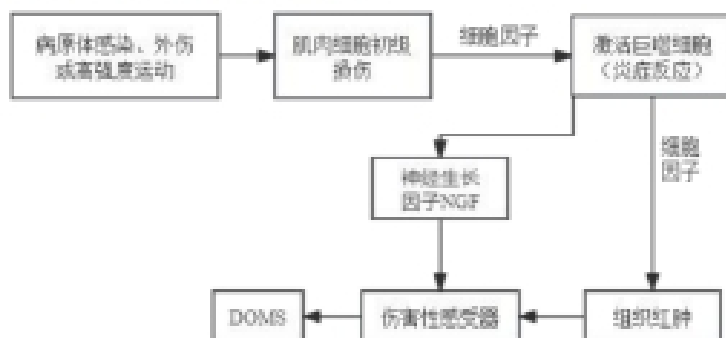 病原体感染、外伤
或高强度运动
肌肉细胞初级
损伤
细胞因子
激活巨噬细胞
（炎症反应）
细胞
因子
神经生长
因子NGF
DOMS
伤害性感受器
组织红肿